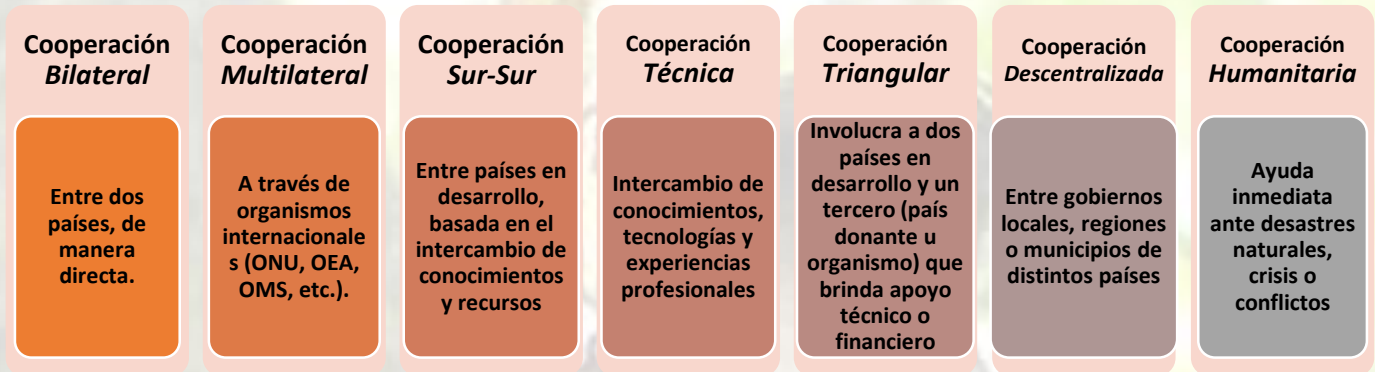 Cooperación
Bilateral
Entre dos
países, de
manera
directa.
Cooperación
Multilateral
A través de
organismos
internacionale
s (ONU, OEA,
OMS, etc.).
Cooperación
Sur-Sur
Entre países en
desarrollo,
basada en el
intercambio de
conocimientos
y recursos
Cooperación
Técnica
Intercambio de
conocimientos,
tecnologías y
experiencias
profesionales
Cooperación
Triangular
Involucra a dos
países en
desarrollo y un
tercero (país
donante u
organismo) que
brinda apoyo
técnico o
financiero
Cooperación
Descentralizada
Entre gobiernos
locales, regiones
o municipios de
distintos países
Cooperación
Humanitaria
Ayuda
inmediata
ante desastres
naturales,
crisis o
conflictos